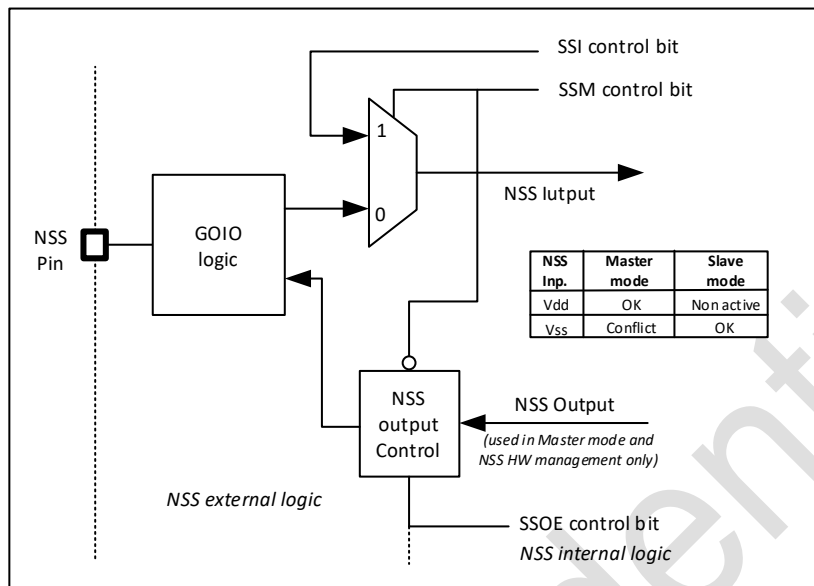 SSI control bit
SSM control bit
1
0
NSS Iutput
NSS
Pin
GOIO
logic
NSS Inp. Master mode Slave mode
Vdd OK Non active
Vss Conflict OK
NSS
output
Control
NSS Output
(used in Master mode and
NSS HW management only)
NSS external logic
SSOE control bit
NSS internal logic